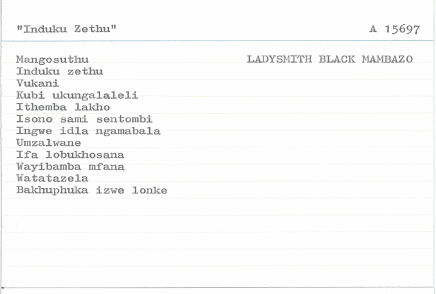 "Induku Zethu" A 15697
Mangosuthu LADYSMITH BLACK MAMBAZO
Induku zethu
Vukani
Kubi ukungalaleli
Ithemba lakho
Isono sami sentombi
Ingwe idla ngamabala
Umzalwane
Ifa lobukhosana
Wayibamba mfana
Watatazela
Bakhuphuka izwe lonke